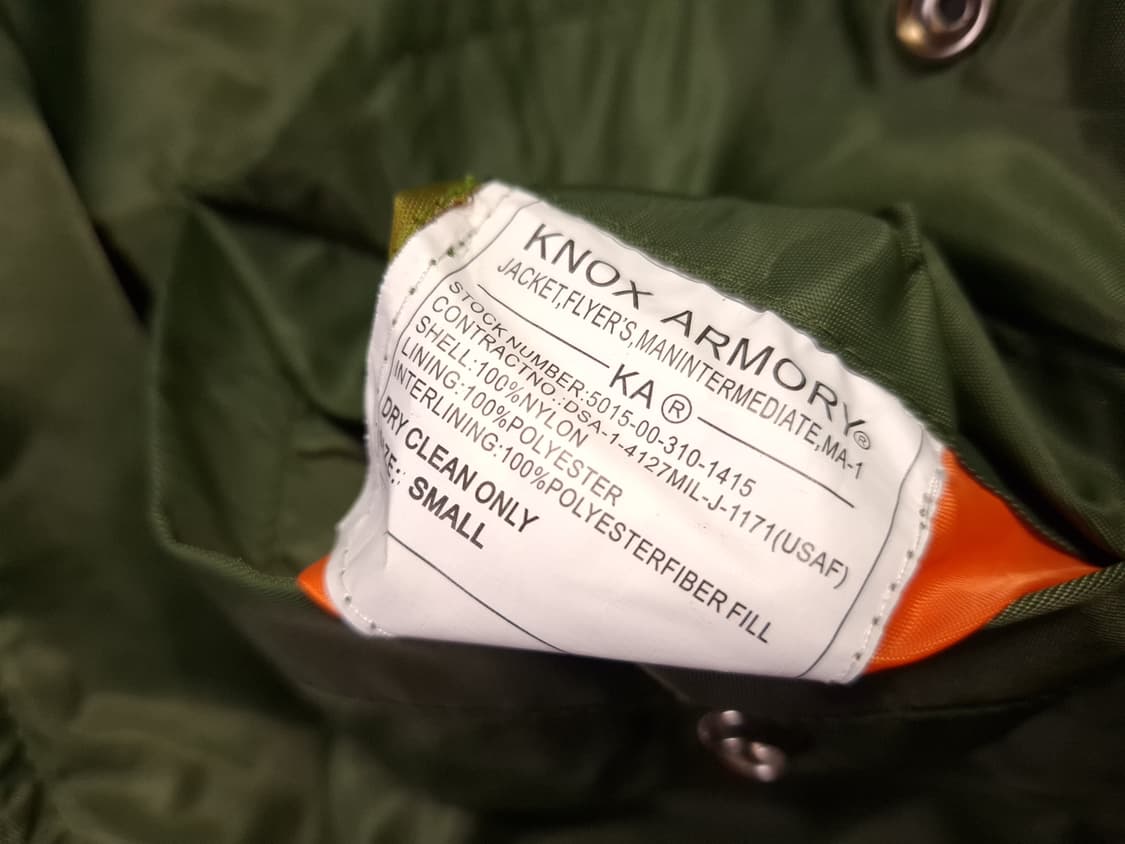 KNOX ARMORY®
JACKET,FLYER'S,MANINTERMEDIATE,MA-1
KA®
STOCK NUMBER:5015-00-310-1415
CONTRACTNO.:DSA-1-4127MIL-J-1171(USAF)
SHELL:100%NYLON
LINING:100%POLYESTER
INTERLINING:100%POLYESTERFIBER FILL
DRY CLEAN ONLY
SMALL